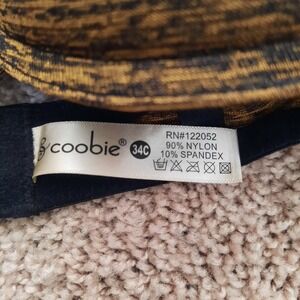 coobie® 34C
RN#122052
90% NYLON
10% SPANDEX